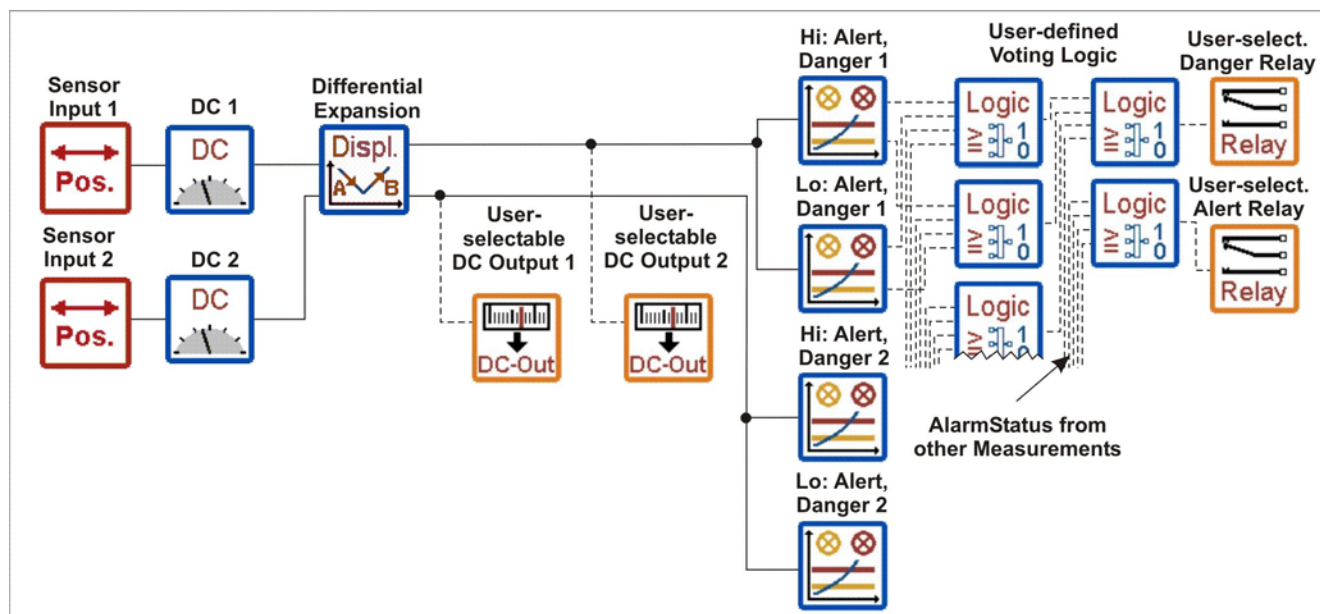 Sensor
Input 1
Pos.
DC 1
DC
Differential
Expansion
Displ.
A B
Sensor
Input 2
Pos.
DC 2
DC
User-
selectable
DC Output 1
DC-Out
User-
selectable
DC Output 2
DC-Out
Hi: Alert,
Danger 1
Lo: Alert,
Danger 1
Hi: Alert,
Danger 2
Lo: Alert,
Danger 2
User-defined
Voting Logic
Logic
≥ 1
0
Logic
≥ 1
0
Logic
≥ 1
0
Logic
≥ 1
0
Logic
≥ 1
0
AlarmStatus from
other Measurements
User-select.
Danger Relay
Relay
User-select.
Alert Relay
Relay